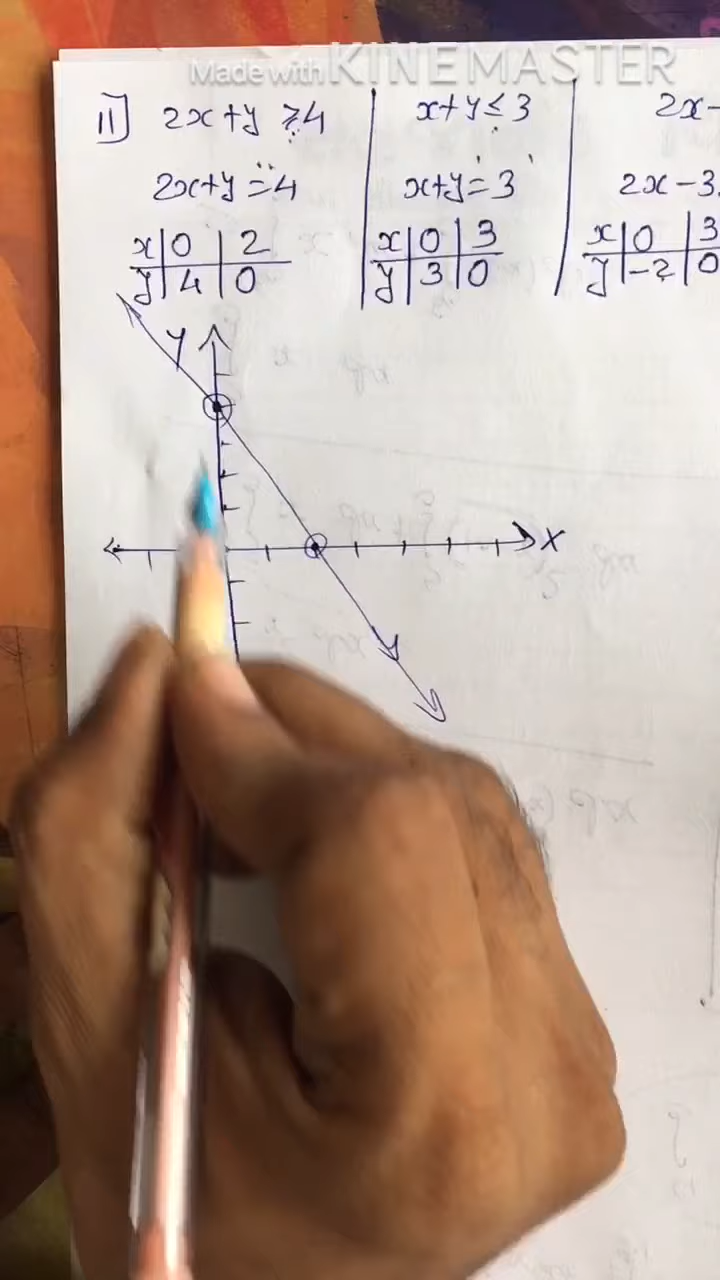 Made with KINEMASTER
11] 2x+y ≥4 | x+y ≤ 3 | 2x-
2x+y =4 | x+y= 3 | 2x-3
x | 0 | 2 | x | 0 | 3 | x | 0 | 3
y | 4 | 0 | y | 3 | 0 | y | -2 | 0
Y
X